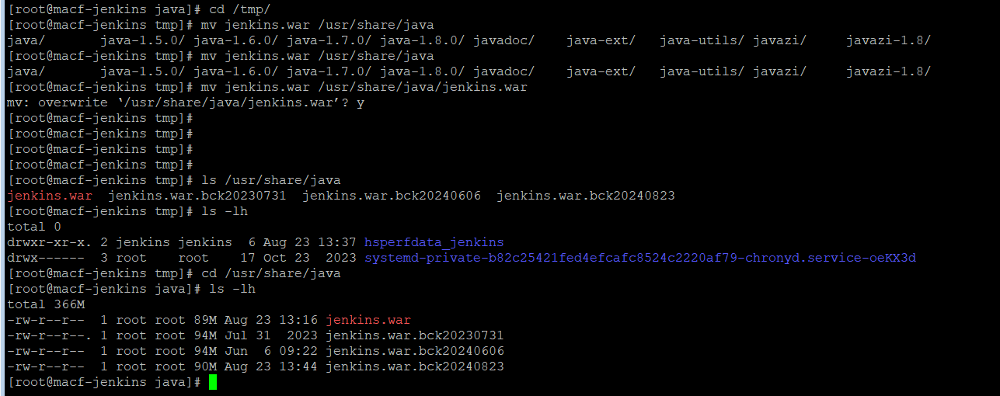 [root@macf-jenkins java]# cd /tmp/
[root@macf-jenkins tmp]# mv jenkins.war /usr/share/java
java/       java-1.5.0/ java-1.6.0/ java-1.7.0/ java-1.8.0/ javadoc/    java-ext/   java-utils/ javazi/     javazi-1.8/
[root@macf-jenkins tmp]# mv jenkins.war /usr/share/java
java/       java-1.5.0/ java-1.6.0/ java-1.7.0/ java-1.8.0/ javadoc/    java-ext/   java-utils/ javazi/     javazi-1.8/
[root@macf-jenkins tmp]# mv jenkins.war /usr/share/java/jenkins.war
mv: overwrite ‘/usr/share/java/jenkins.war’? y
[root@macf-jenkins tmp]#
[root@macf-jenkins tmp]#
[root@macf-jenkins tmp]#
[root@macf-jenkins tmp]#
[root@macf-jenkins tmp]# ls /usr/share/java
jenkins.war  jenkins.war.bck20230731  jenkins.war.bck20240606  jenkins.war.bck20240823
[root@macf-jenkins tmp]# ls -lh
total 0
drwxr-xr-x. 2 jenkins jenkins  6 Aug 23 13:37 hsperfdata_jenkins
drwx------  3 root    root    17 Oct 23  2023 systemd-private-b82c25421fed4efcafc8524c2220af79-chronyd.service-oeKX3d
[root@macf-jenkins tmp]# cd /usr/share/java
[root@macf-jenkins java]# ls -lh
total 366M
-rw-r--r--  1 root root 89M Aug 23 13:16 jenkins.war
-rw-r--r--. 1 root root 94M Jul 31  2023 jenkins.war.bck20230731
-rw-r--r--  1 root root 94M Jun  6 09:22 jenkins.war.bck20240606
-rw-r--r--  1 root root 90M Aug 23 13:44 jenkins.war.bck20240823
[root@macf-jenkins java]#